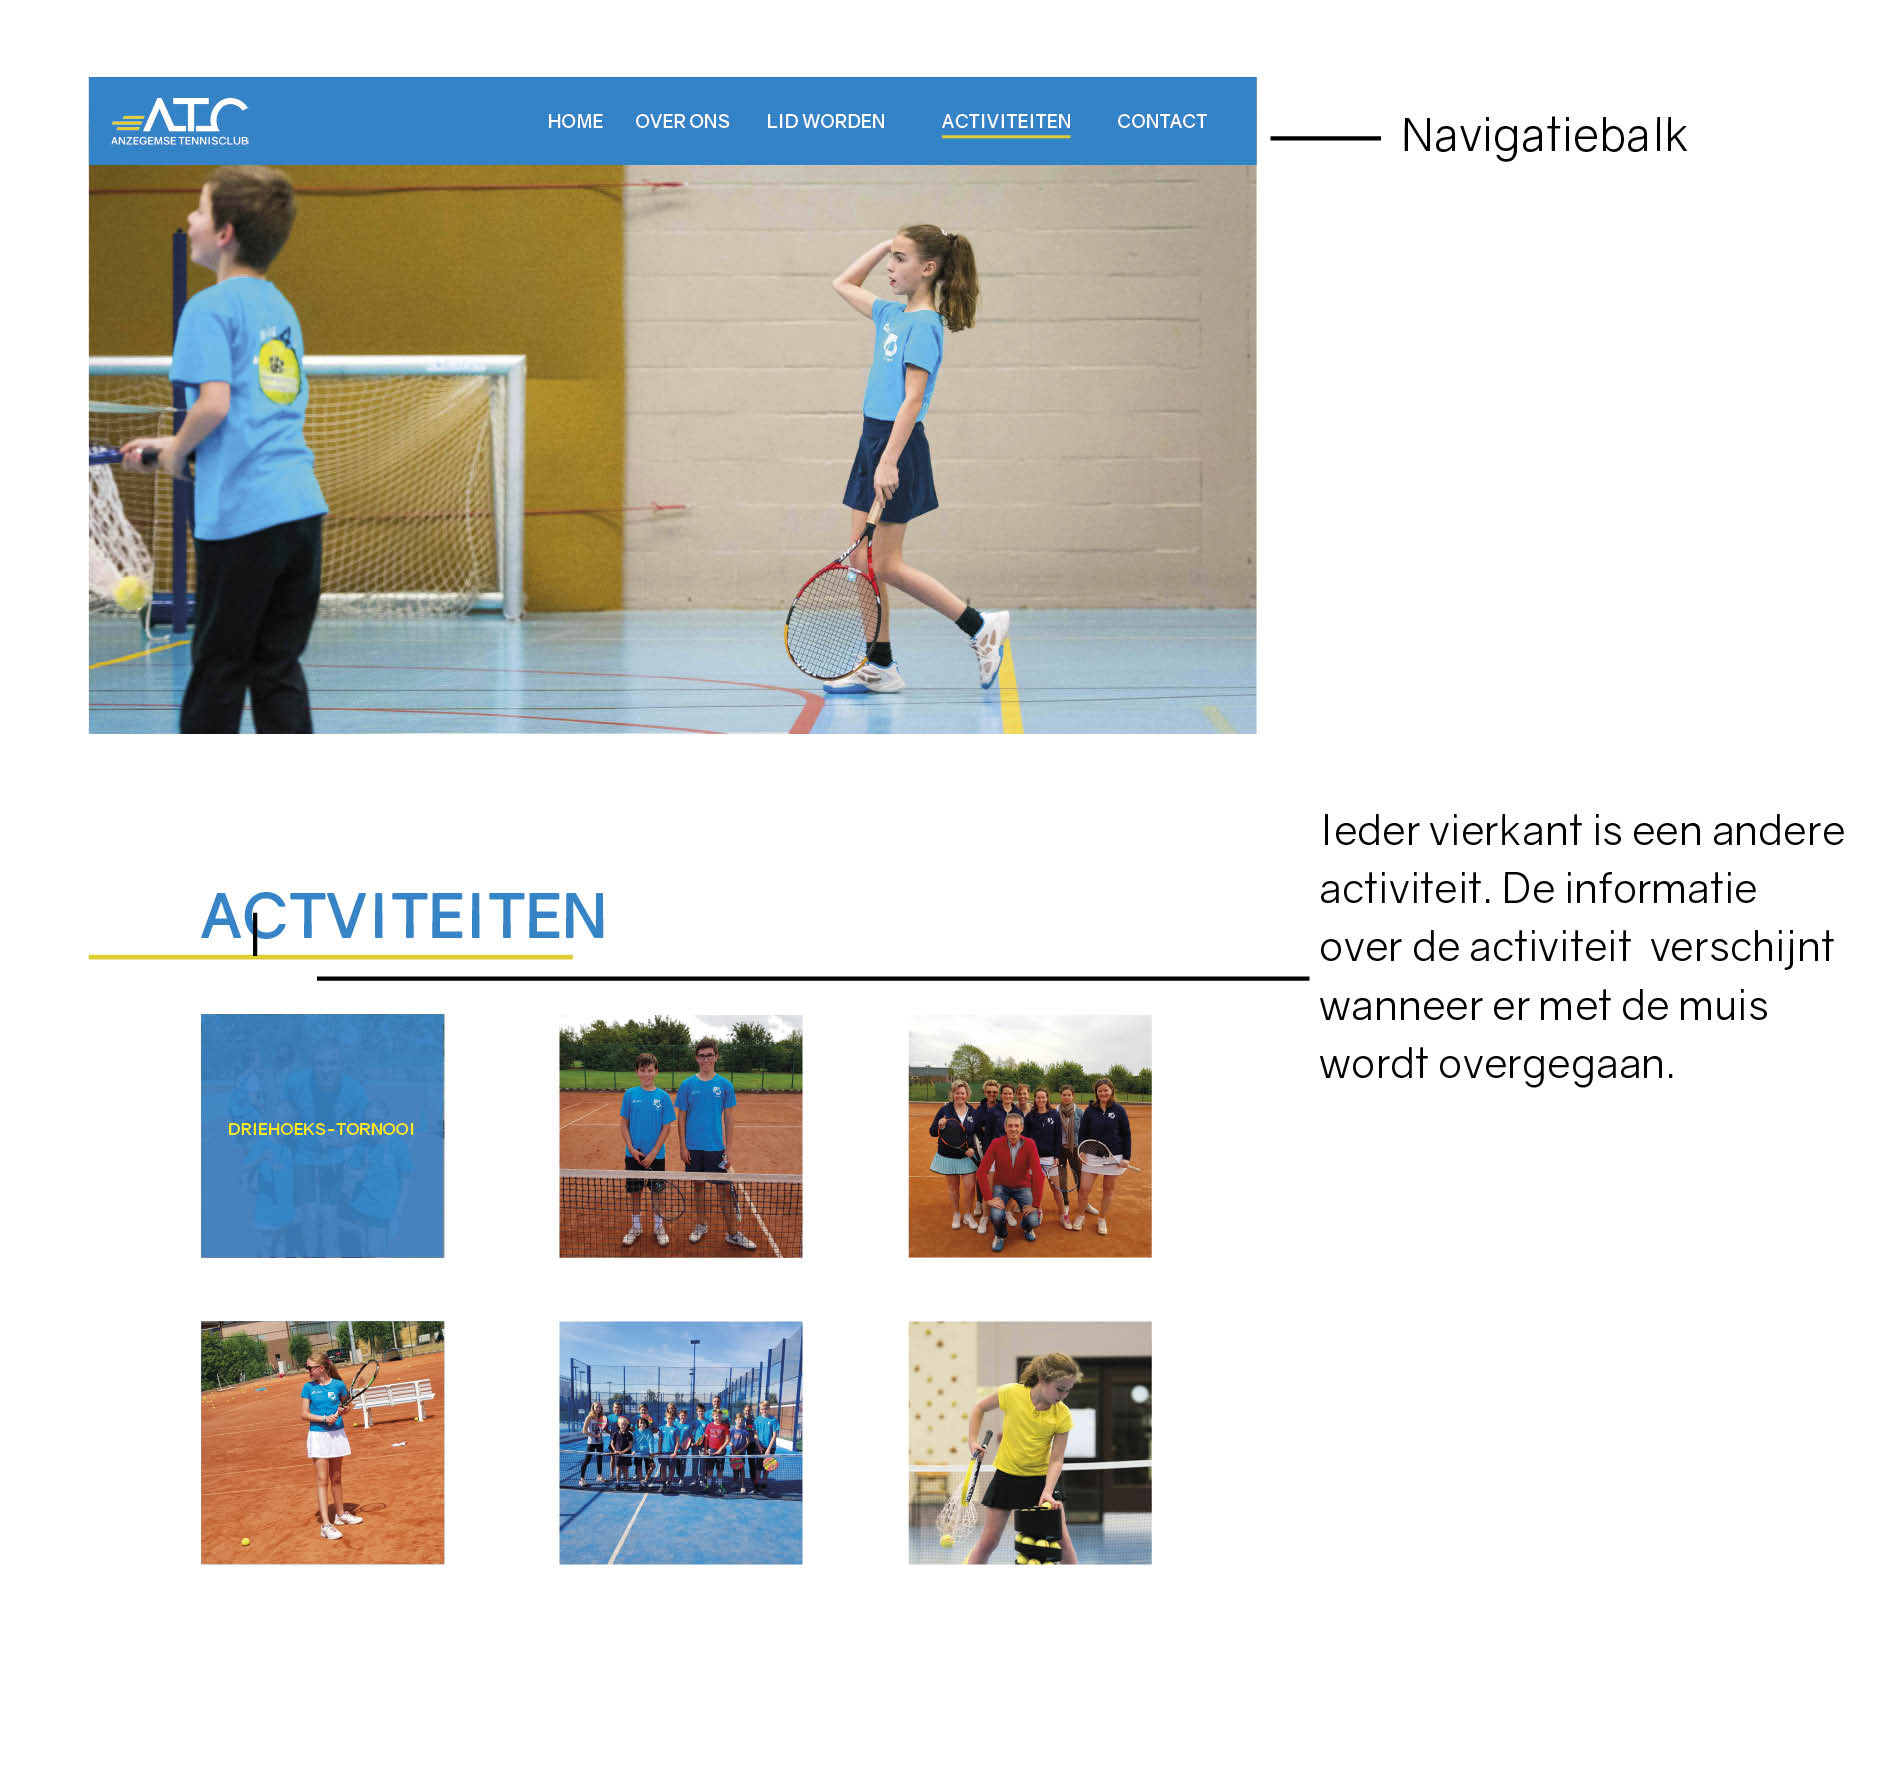 ATC
ANZEGEMSE TENNISCLUB
HOME OVER ONS LID WORDEN ACTIVITEITEN CONTACT
Navigatiebalk
Ieder vierkant is een andere
activiteit. De informatie
over de activiteit verschijnt
wanneer er met de muis
wordt overgegaan.
ACTVITEITEN
DRIEHOEKS-TORNOOI